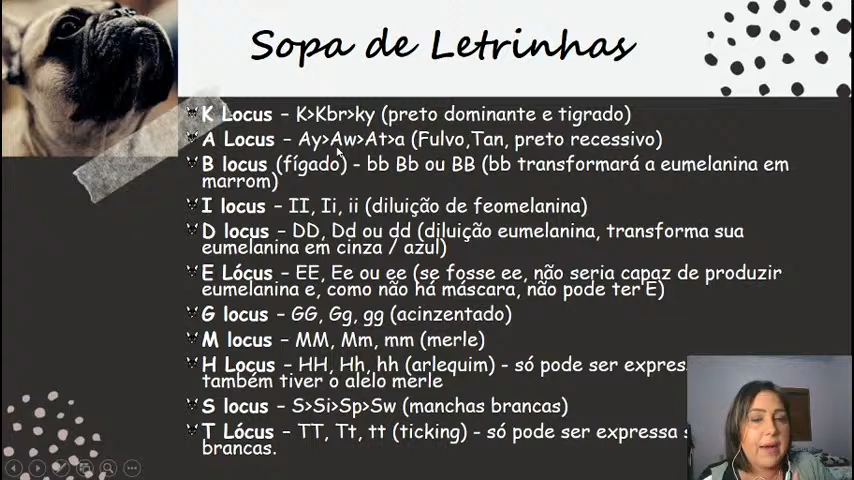 Sopa de Letrinhas
K Locus – K>Kbr>ky (preto dominante e tigrado)
A Locus – Ay>Aw>At>a (Fulvo,Tan, preto recessivo)
B locus (fígado) - bb Bb ou BB (bb transformará a eumelanina em
marrom)
I locus – II, Ii, ii (diluição de feomelanina)
D locus – DD, Dd ou dd (diluição eumelanina, transforma sua
eumelanina em cinza / azul)
E Lócus – EE, Ee ou ee (se fosse ee, não seria capaz de produzir
eumelanina e, como não há máscara, não pode ter E)
G locus – GG, Gg, gg (acinzentado)
M locus – MM, Mm, mm (merle)
H Locus – HH, Hh, hh (arlequim) - só pode ser
também tiver o alelo merle
S locus – S>Si>Sp>Sw (manchas brancas)
T Lócus – TT, Tt, tt (ticking) - só pode ser expressa
brancas.